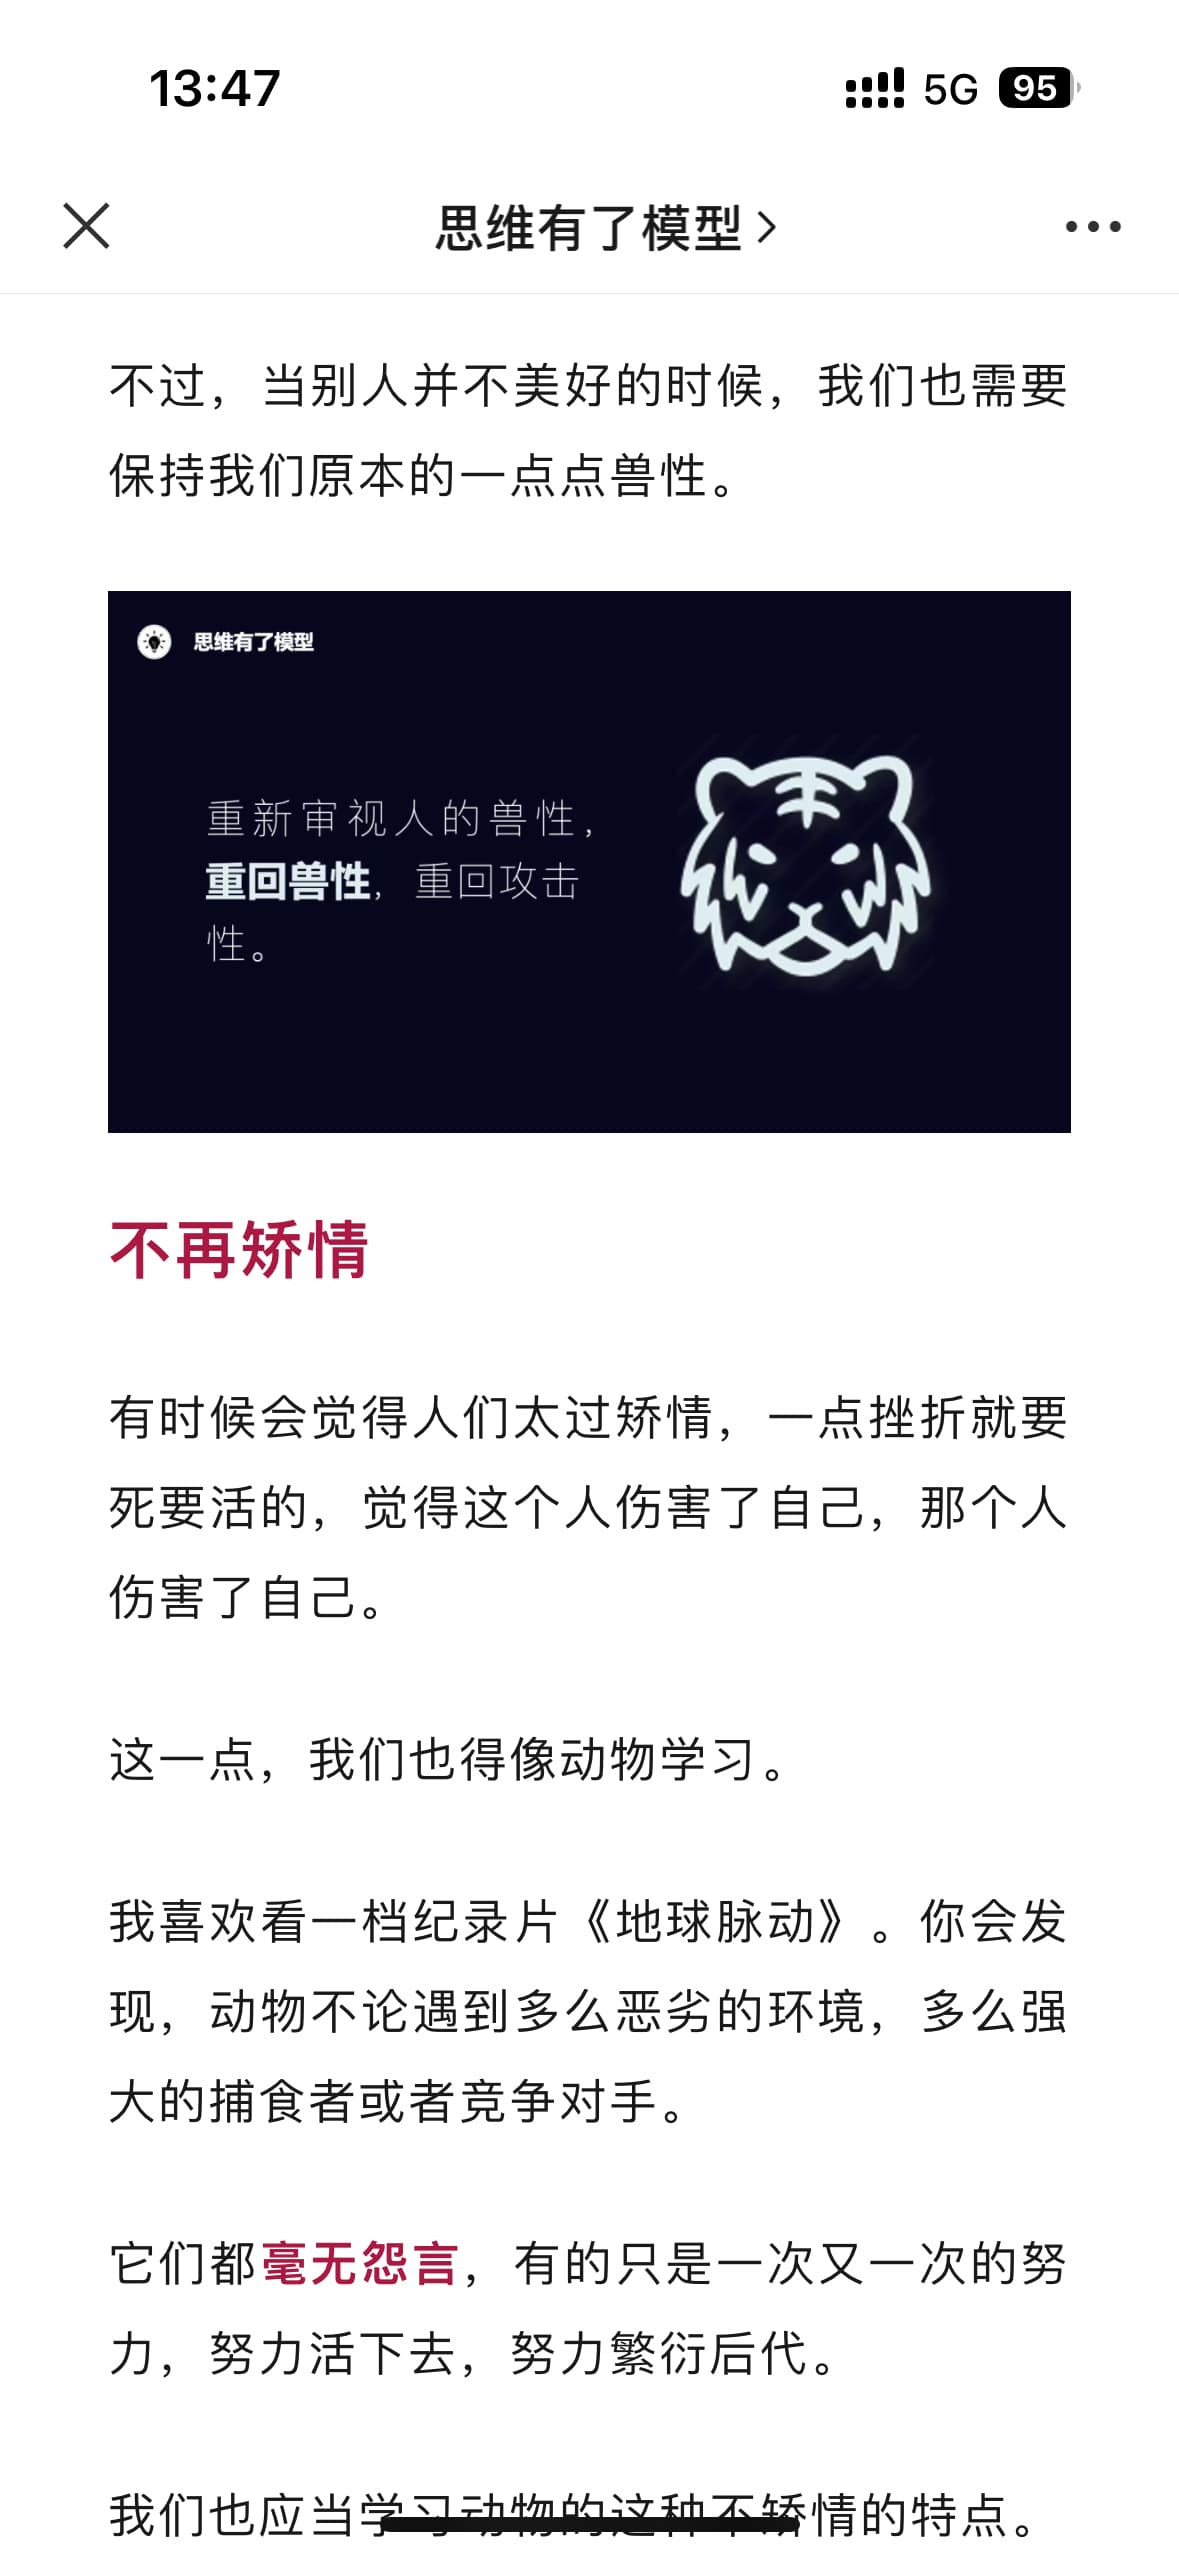 13:47
5G 95
思维有了模型
不过，当别人并不美好的时候，我们也需要
保持我们原本的一点点兽性。
思维有了模型
重新审视人的兽性，
重回兽性，重回攻击
性。
不再矫情
有时候会觉得人们太过矫情，一点挫折就要
死要活的，觉得这个人伤害了自己，那个人
伤害了自己。
这一点，我们也得像动物学习。
我喜欢看一档纪录片《地球脉动》。你会发
现，动物不论遇到多么恶劣的环境，多么强
大的捕食者或者竞争对手。
它们都毫无怨言，有的只是一次又一次的努
力，努力活下去，努力繁衍后代。
我们也应当学习动物的这种不矫情的特点。